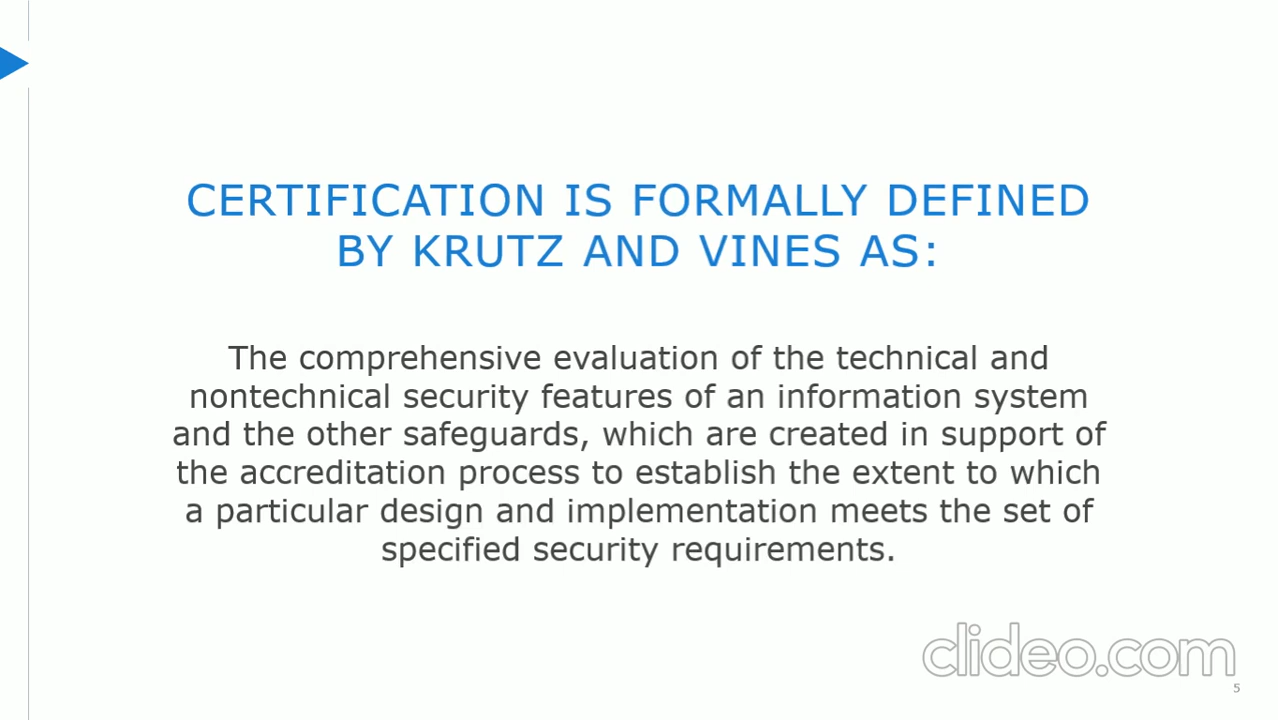 CERTIFICATION IS FORMALLY DEFINED
BY KRUTZ AND VINES AS:
The comprehensive evaluation of the technical and
nontechnical security features of an information system
and the other safeguards, which are created in support of
the accreditation process to establish the extent to which
a particular design and implementation meets the set of
specified security requirements.
clideo.com
5